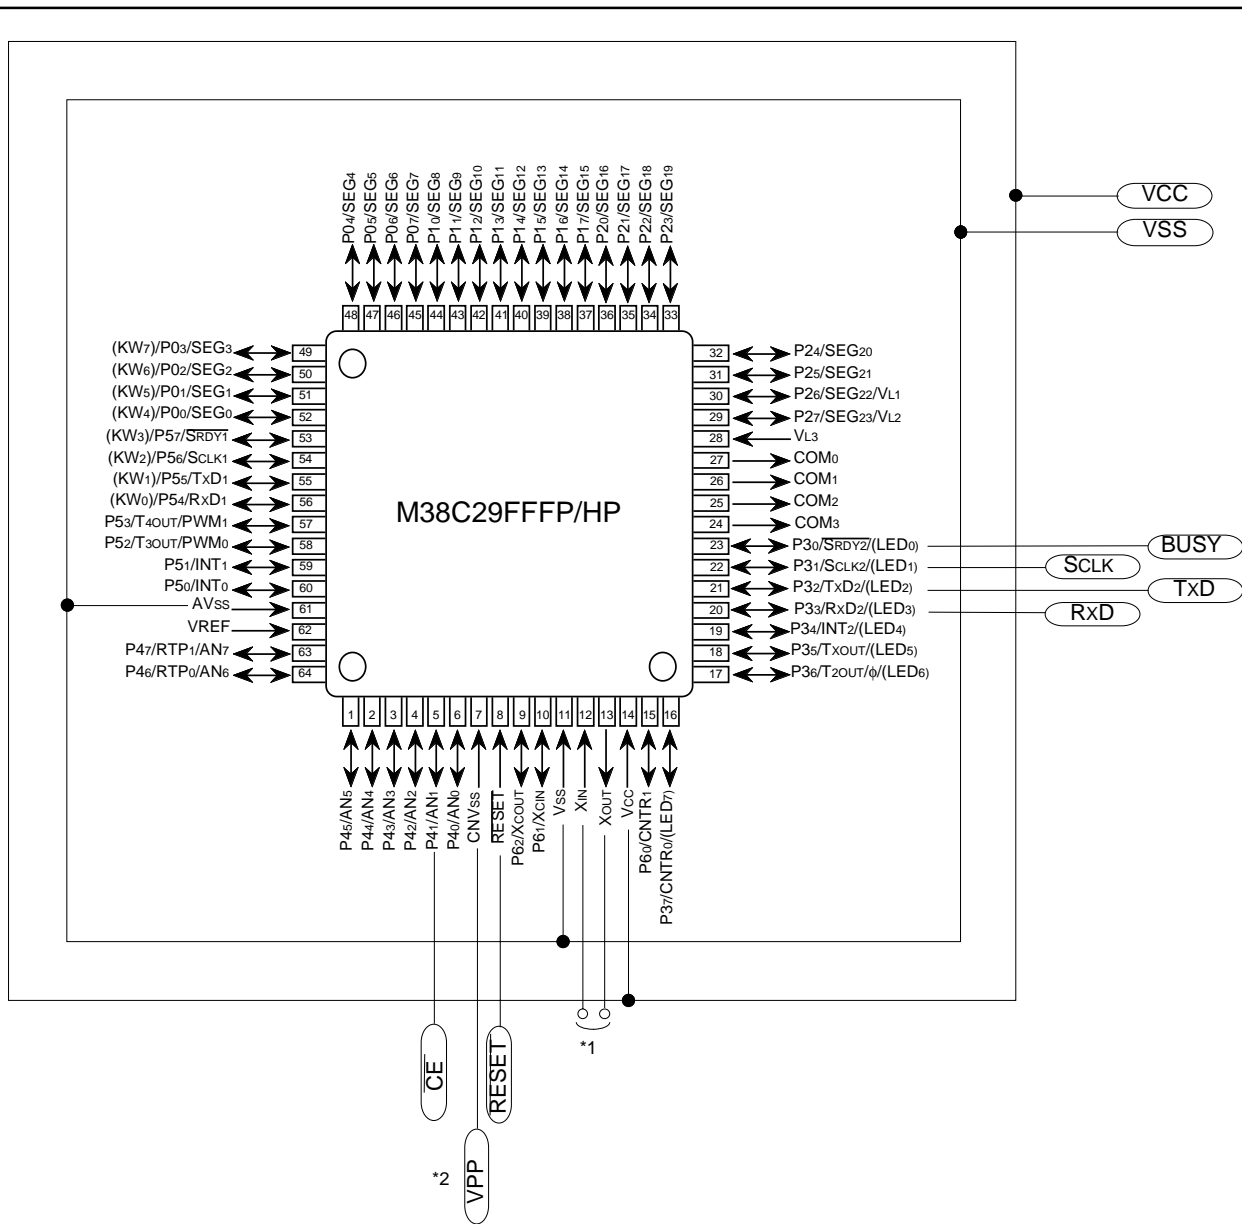 P04/SEG4
P05/SEG5
P06/SEG6
P07/SEG7
P10/SEG8
P11/SEG9
P12/SEG10
P13/SEG11
P14/SEG12
P15/SEG13
P16/SEG14
P17/SEG15
P20/SEG16
P21/SEG17
P22/SEG18
P23/SEG19
VCC
VSS
48 47 46 45 44 43 42 41 40 39 38 37 36 35 34 33
(KW7)/P03/SEG3 49
(KW6)/P02/SEG2 50
(KW5)/P01/SEG1 51
(KW4)/P00/SEG0 52
(KW3)/P57/SRDY1 53
(KW2)/P56/SCLK1 54
(KW1)/P55/TXD1 55
(KW0)/P54/RXD1 56
P53/T4OUT/PWM1 57
P52/T3OUT/PWM0 58
P51/INT1 59
P50/INT0 60
AVSS 61
VREF 62
P47/RTP1/AN7 63
P46/RTP0/AN6 64
M38C29FFFP/HP
32 P24/SEG20
31 P25/SEG21
30 P26/SEG22/VL1
29 P27/SEG23/VL2
28 VL3
27 COM0
26 COM1
25 COM2
24 COM3
23 P30/SRDY2/(LED0) BUSY
22 P31/SCLK2/(LED1) SCLK
21 P32/TXD2/(LED2) TXD
20 P33/RXD2/(LED3) RXD
19 P34/INT2/(LED4)
18 P35/TXOUT/(LED5)
17 P36/T2OUT/φ/(LED6)
1 2 3 4 5 6 7 8 9 10 11 12 13 14 15 16
P45/AN5
P44/AN4
P43/AN3
P42/AN2
P41/AN1
P40/AN0
CNVSS
RESET
P62/XCOUT
P61/XCIN
VSS
XIN
XOUT
VCC
P60/CNTR1
P37/CNTR0/(LED7)
*1
CE
RESET
*2
VPP